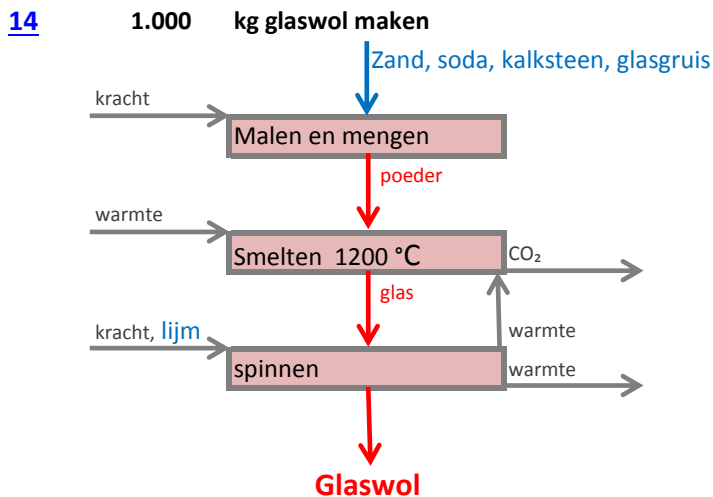 14 1.000 kg glaswol maken
Zand, soda, kalksteen, glasgruis
kracht
Malen en mengen
poeder
warmte
Smelten 1200 °C
CO₂
glas
kracht, lijm
warmte
spinnen
warmte
Glaswol